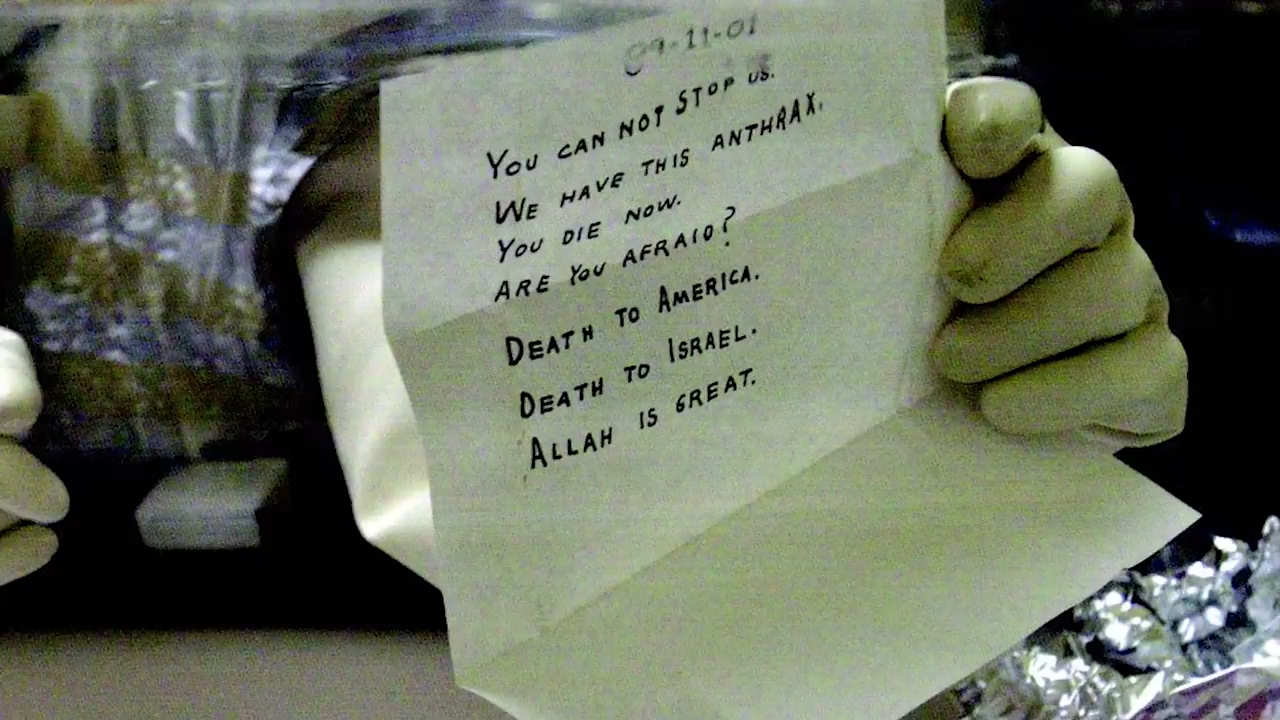 09-11-01
YOU CAN NOT STOP US.
WE HAVE THIS ANTHRAX.
YOU DIE NOW.
ARE YOU AFRAID?
DEATH TO AMERICA.
DEATH TO ISRAEL.
ALLAH IS GREAT.